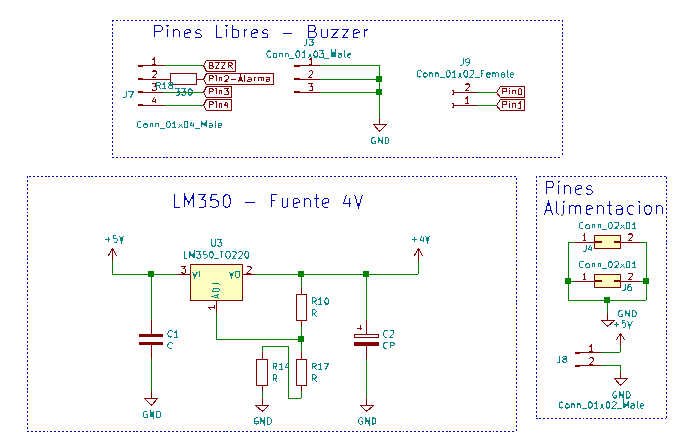 Pines Libres - Buzzer
J3
Conn_01x03_Male
J9
Conn_01x02_Female
1 BZZR
2 Pin2-Alarma
R18
330
3 Pin3
J7
4 Pin4
Conn_01x04_Male
1
2
3
GND
2 Pin0
1 Pin1
LM350 - Fuente 4V
+5V
U3
LM350_TO220
+4V
3 VI VO 2
ADJ
1
R10
R
C1
C
C2
CP
R14
R
R17
R
GND
GND
GND
Pines
Alimentacion
Conn_02x01
1 2
J4
Conn_02x01
1 2
J6
GND
+5V
J8
1
2
GND
Conn_01x02_Male